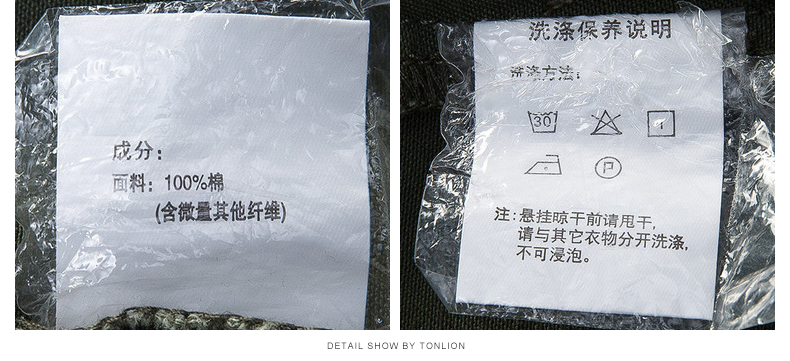 成分：
面料：100%棉
(含微量其他纤维)
洗涤保养说明
洗涤方法：
30
P
注：悬挂晾干前请甩干，
请与其它衣物分开洗涤，
不可浸泡。
DETAIL SHOW BY TONLION